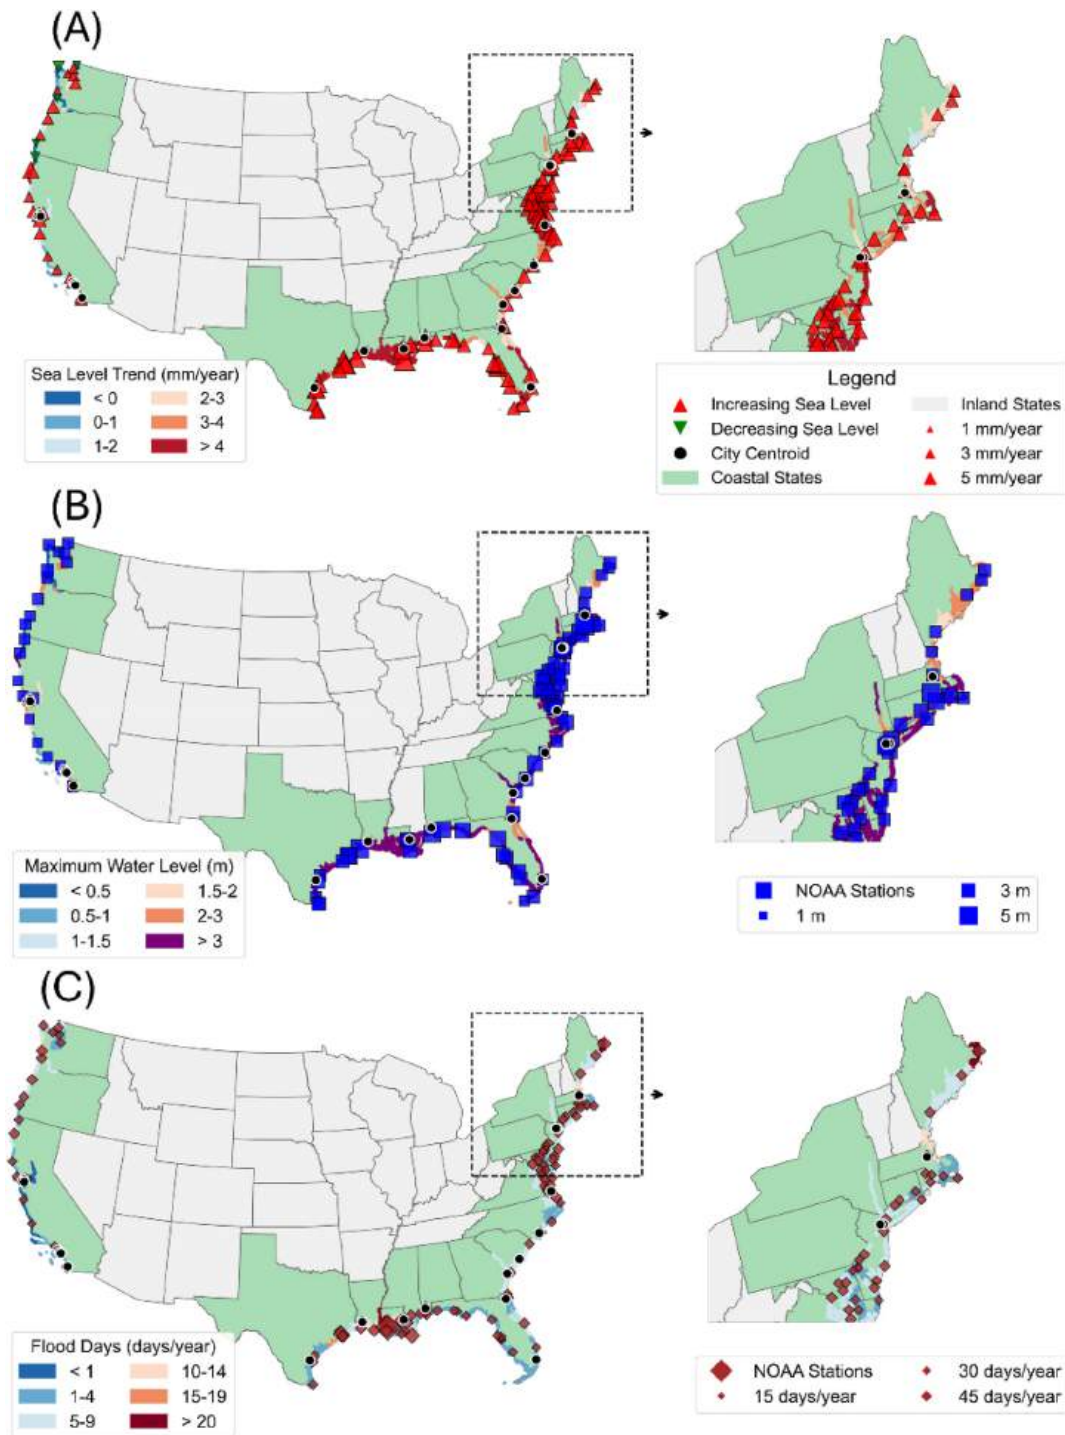 (A)
Sea Level Trend (mm/year)
< 0 2-3
0-1 3-4
1-2 > 4
Legend
Increasing Sea Level Inland States
Decreasing Sea Level 1 mm/year
City Centroid 3 mm/year
Coastal States 5 mm/year
(B)
Maximum Water Level (m)
< 0.5 1.5-2
0.5-1 2-3
1-1.5 > 3
NOAA Stations 3 m
1 m 5 m
(C)
Flood Days (days/year)
< 1 10-14
1-4 15-19
5-9 > 20
NOAA Stations 30 days/year
15 days/year 45 days/year